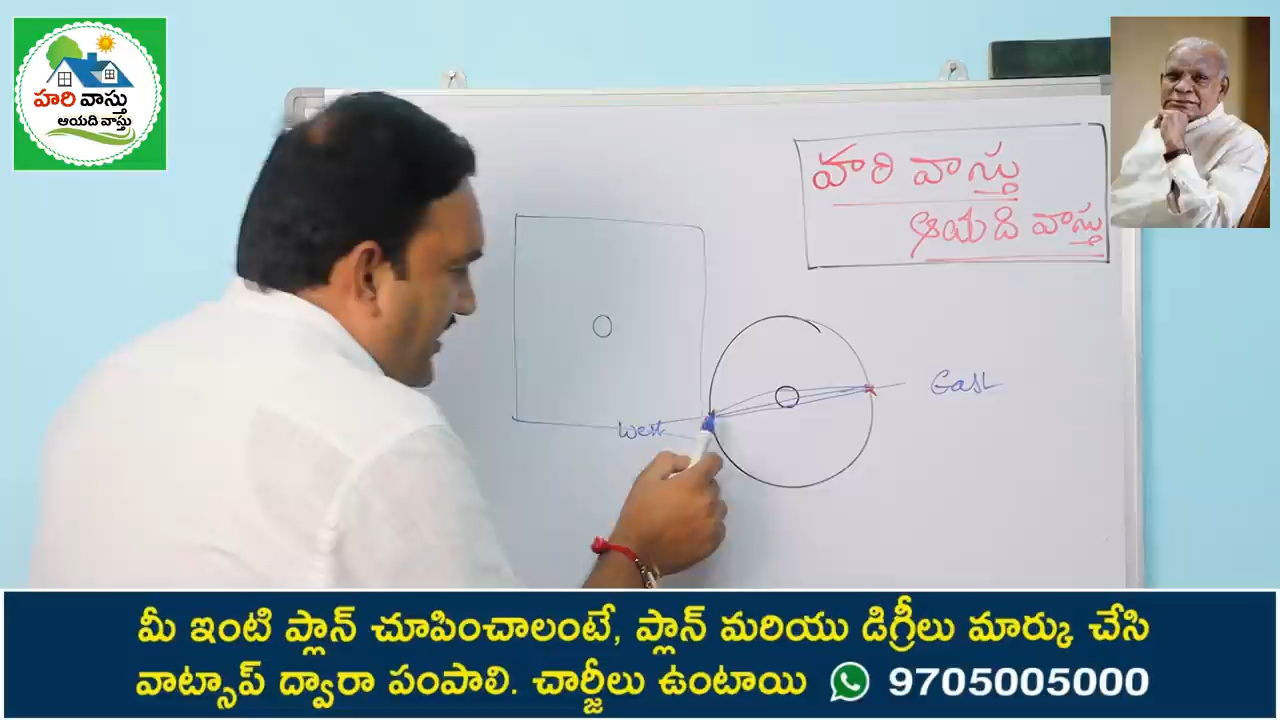 హరి వాస్తు
ఆయది వాస్తు
హరి వాస్తు
ఆయది వాస్తు
East
West
మీ ఇంటి ప్లాన్ చూపించాలంటే, ప్లాన్ మరియు డిగ్రీలు మార్కు చేసి
వాట్సాప్ ద్వారా పంపాలి. చార్జీలు ఉంటాయి 9705005000